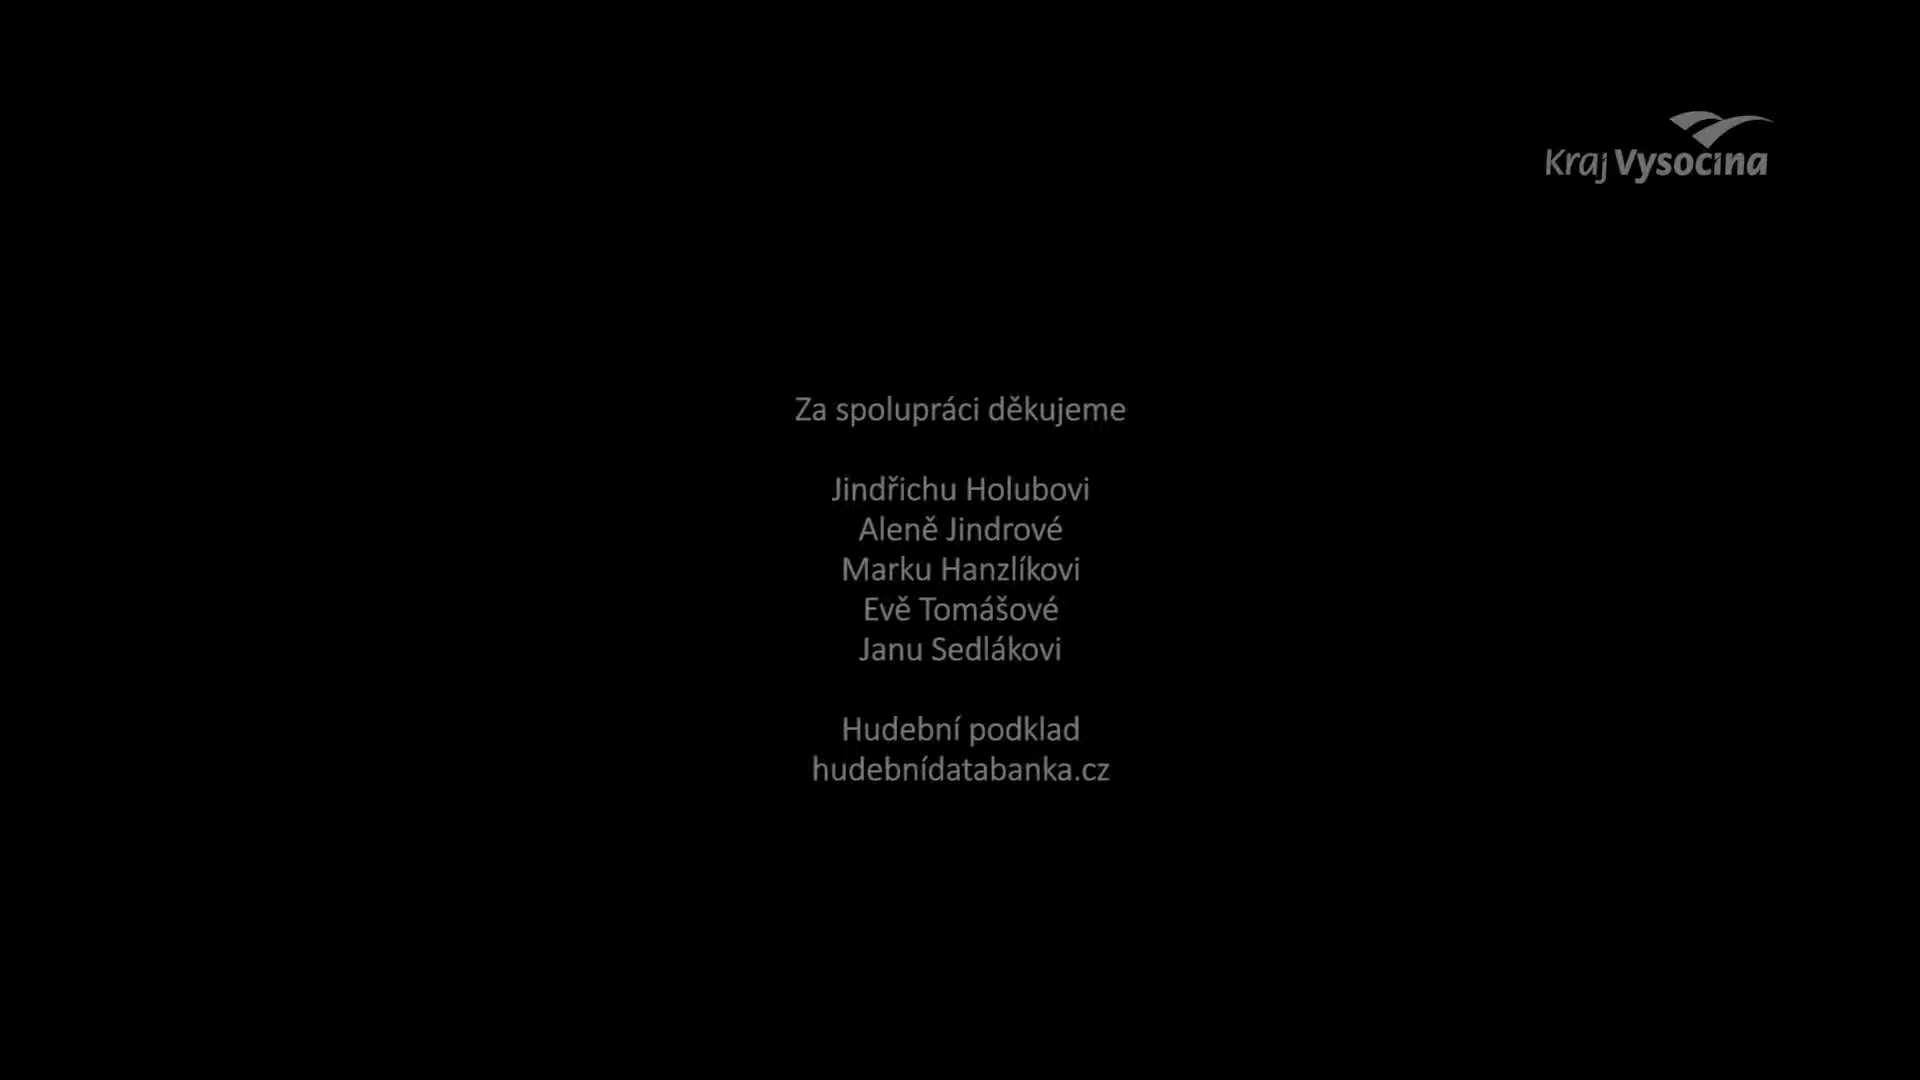 Kraj Vysočina
Za spolupráci děkujeme
Jindřichu Holubovi
Aleně Jindrové
Marku Hanzlíkovi
Evě Tomášové
Janu Sedlákovi
Hudební podklad
hudebnídatabanka.cz